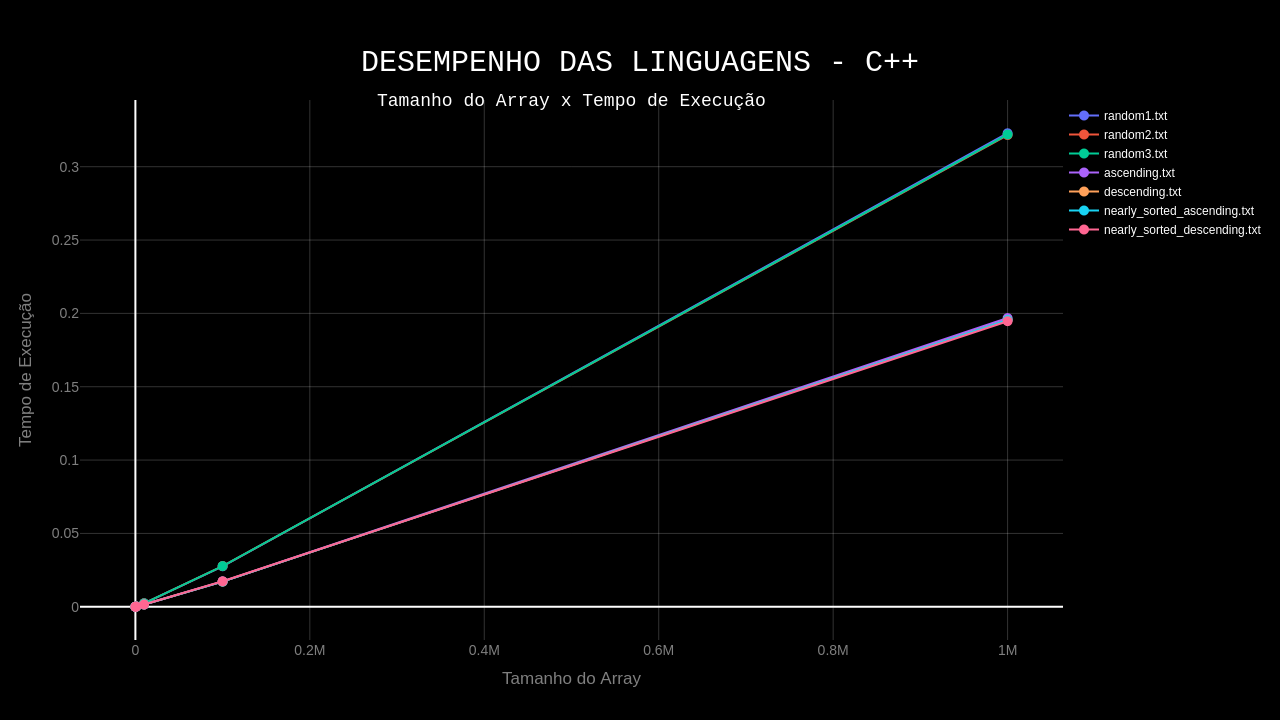 DESEMPENHO DAS LINGUAGENS - C++
Tamanho do Array x Tempo de Execução
random1.txt
random2.txt
random3.txt
ascending.txt
descending.txt
nearly_sorted_ascending.txt
nearly_sorted_descending.txt
Tempo de Execução
0.3
0.25
0.2
0.15
0.1
0.05
0
0 0.2M 0.4M 0.6M 0.8M 1M
Tamanho do Array